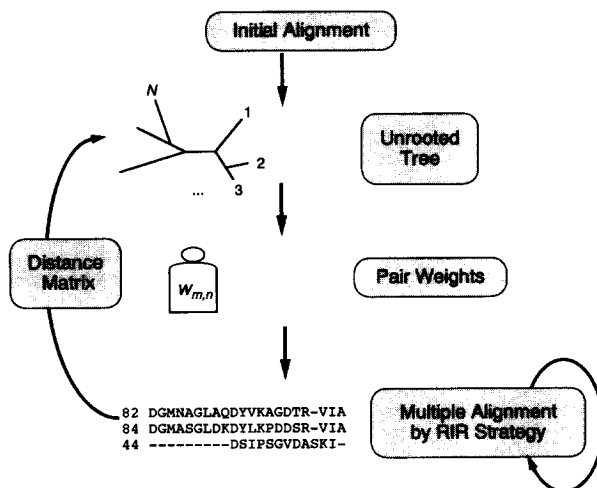 Initial Alignment
N
1
2
3
...
Unrooted
Tree
Distance
Matrix
Wm,n
Pair Weights
82 DGMNAGLAQDYVKAGDTR-VIA
84 DGMASGLDKDYLKPDDSR-VIA
44 ---------DSIPSGVDASKI-
Multiple Alignment
by RIR Strategy